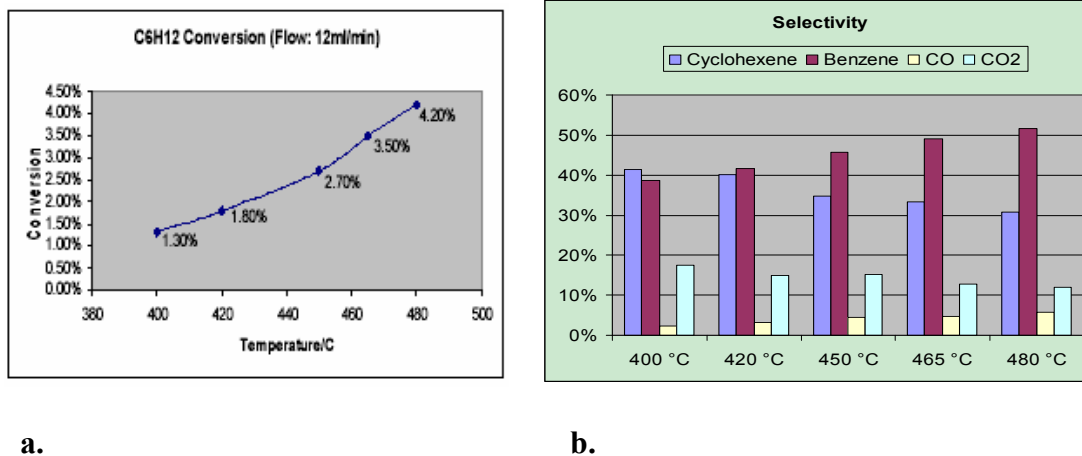 C6H12 Conversion (Flow: 12ml/min)
Conversion
4.50%
4.00%
3.50%
3.00%
2.50%
2.00%
1.50%
1.00%
0.50%
0.00%
1.30%
1.80%
2.70%
3.50%
4.20%
380 400 420 440 460 480 500
Temperature/C
a.
Selectivity
Cyclohexene Benzene CO CO2
60%
50%
40%
30%
20%
10%
0%
400 °C 420 °C 450 °C 465 °C 480 °C
b.